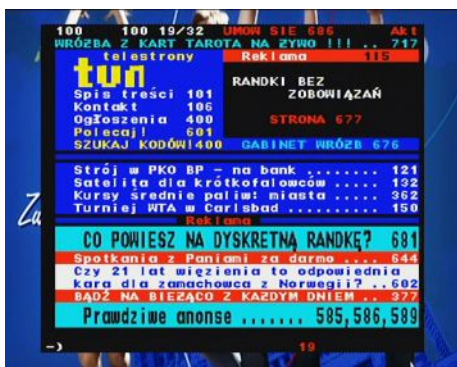 100 100 19/32 UMOW SIE 686 Akt
WRÓŻBA Z KART TAROTA NA ŻYWO !!! .. 717
telestrony
tvn
Reklama 115
RANDKI BEZ
ZOBOWIĄZAŃ
STRONA 677
Spis treści 101
Kontakt 106
Ogłoszenia 400
Polecaj! 601
SZUKAJ KODÓW!400
GABINET WRÓŻB 676
Strój w PKO BP – na bank ........ 121
Satelita dla krótkofalowców ..... 132
Kursy średnie paliw: miasta ..... 362
Turniej WTA w Carlsbad .......... 150
Reklama
CO POWIESZ NA DYSKRETNĄ RANDKĘ? 681
Spotkania z Paniami za darmo .... 644
Czy 21 lat więzienia to odpowiednia
kara dla zamachowca z Norwegii? ..602
BĄDŹ NA BIEŻĄCO Z KAŻDYM DNIEM .. 377
Prawdziwe anonse ....... 585,586,589
–) 19